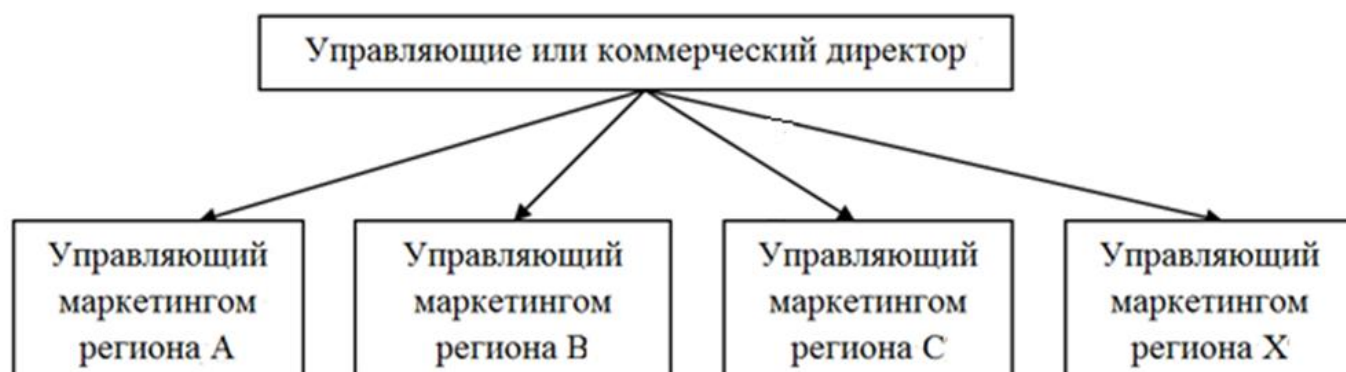 Управляющие или коммерческий директор
Управляющий
маркетингом
региона А
Управляющий
маркетингом
региона В
Управляющий
маркетингом
региона С
Управляющий
маркетингом
региона Х